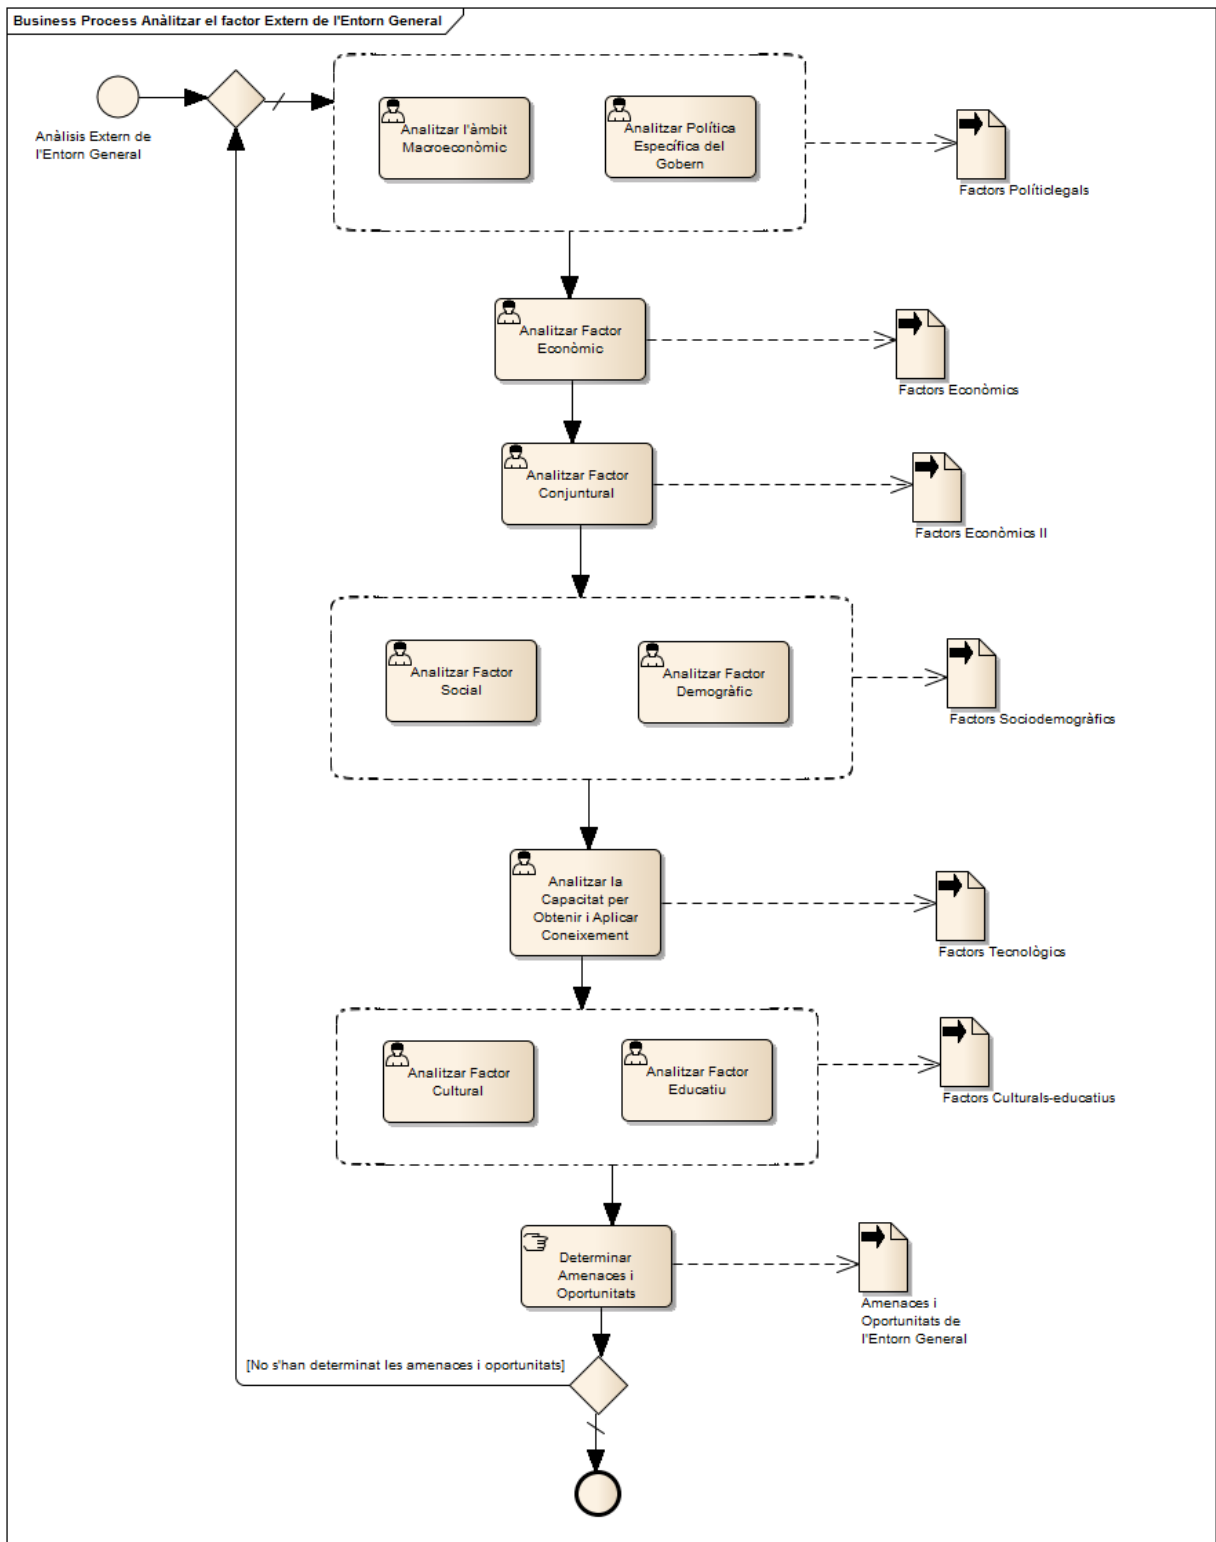 Business Process Anàlitzar el factor Extern de l'Entorn General
Anàlisis Extern de
l'Entorn General
Analitzar l'àmbit
Macroeconòmic
Analitzar Política
Específica del
Gobern
Factors Políticlegals
Analitzar Factor
Econòmic
Factors Econòmics
Analitzar Factor
Conjuntural
Factors Econòmics II
Analitzar Factor
Social
Analitzar Factor
Demogràfic
Factors Sociodemogràfics
Analitzar la
Capacitat per
Obtenir i Aplicar
Coneixement
Factors Tecnològics
Analitzar Factor
Cultural
Analitzar Factor
Educatiu
Factors Culturals-educatius
Determinar
Amenaces i
Oportunitats
Amenaces i
Oportunitats de
l'Entorn General
[No s'han determinat les amenaces i oportunitats]